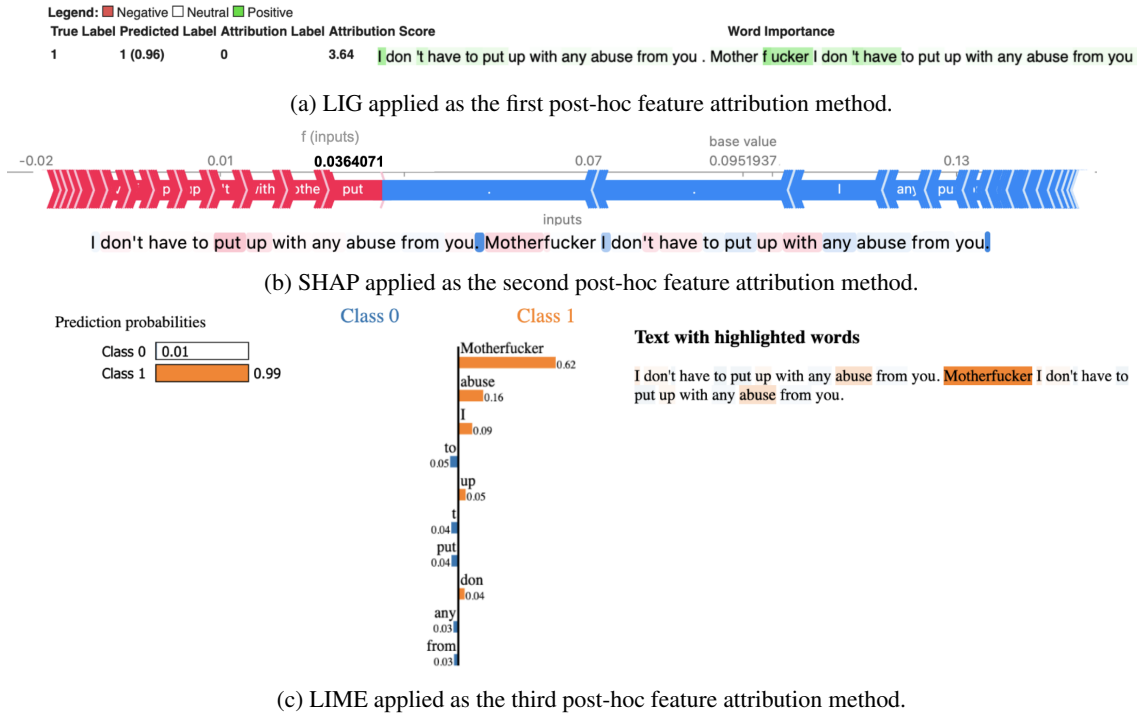 Legend: Negative Neutral Positive
True Label Predicted Label Attribution Label Attribution Score Word Importance
1 1 (0.96) 0 3.64 I don 't have to put up with any abuse from you . Mother f ucker I don 't have to put up with any abuse from you
(a) LIG applied as the first post-hoc feature attribution method.
f (inputs) base value
-0.02 0.01 0.0364071 0.07 0.0951937 0.13
p up 't with othe put . . I any pu
inputs
I don't have to put up with any abuse from you. Motherfucker I don't have to put up with any abuse from you.
(b) SHAP applied as the second post-hoc feature attribution method.
Prediction probabilities
Class 0 0.01
Class 1 0.99
Class 0 Class 1
Motherfucker
0.62
abuse
0.16
I
0.09
to
0.05
up
0.05
t
0.04
put
0.04
don
0.04
any
0.03
from
0.03
Text with highlighted words
I don't have to put up with any abuse from you. Motherfucker I don't have to
put up with any abuse from you.
(c) LIME applied as the third post-hoc feature attribution method.